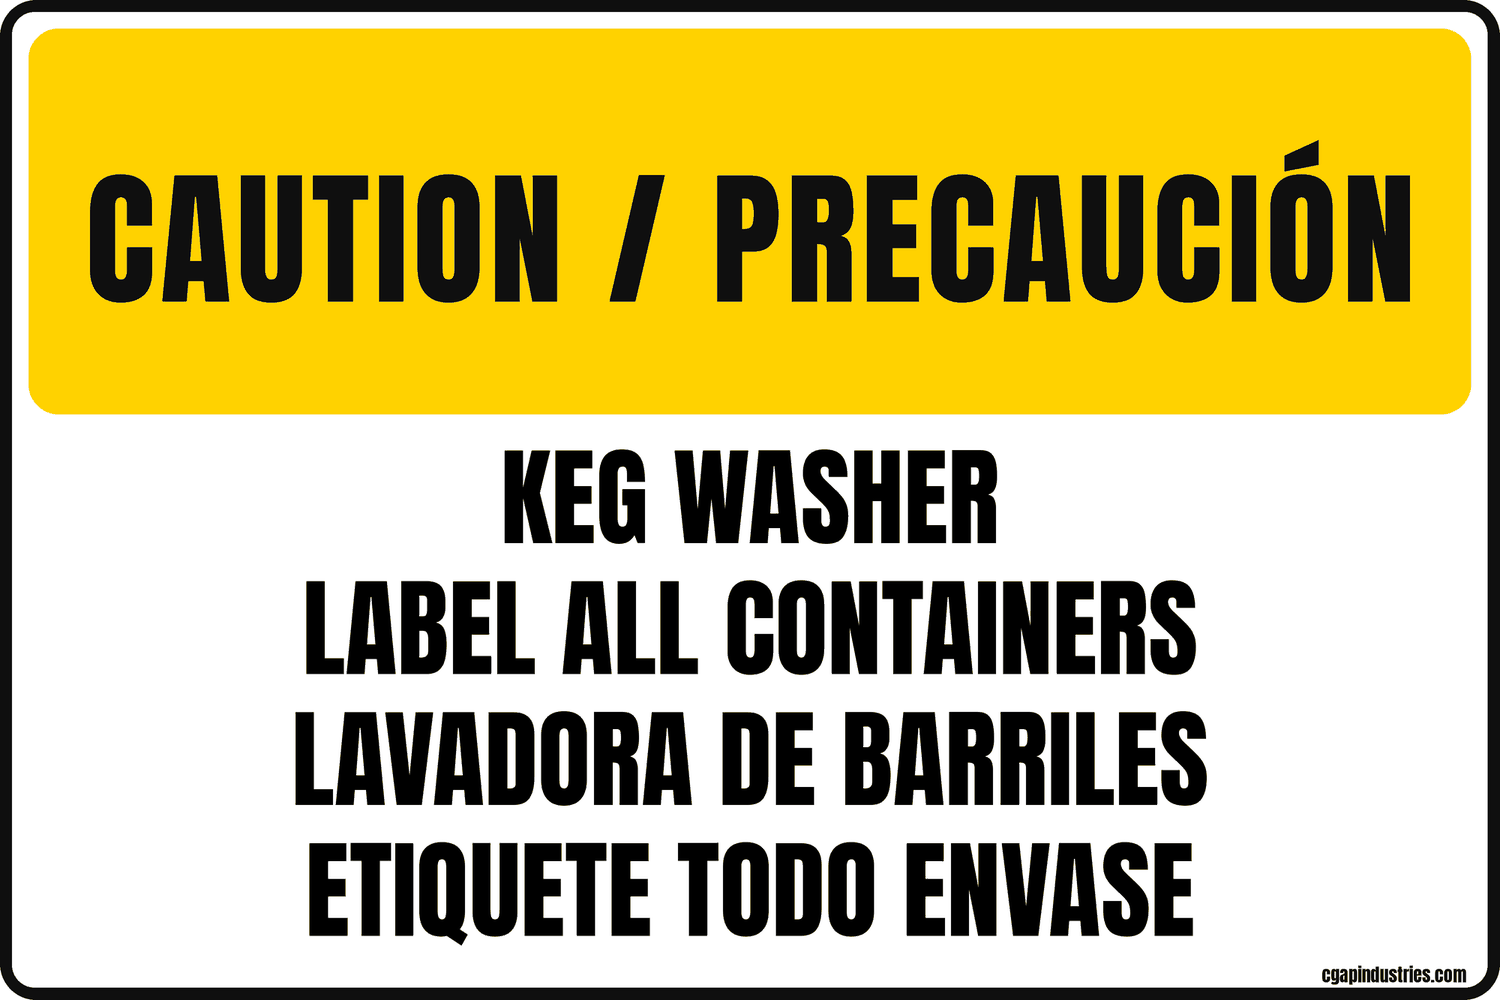 CAUTION / PRECAUCIÓN
KEG WASHER
LABEL ALL CONTAINERS
LAVADORA DE BARRILES
ETIQUETE TODO ENVASE
cgapindustries.com